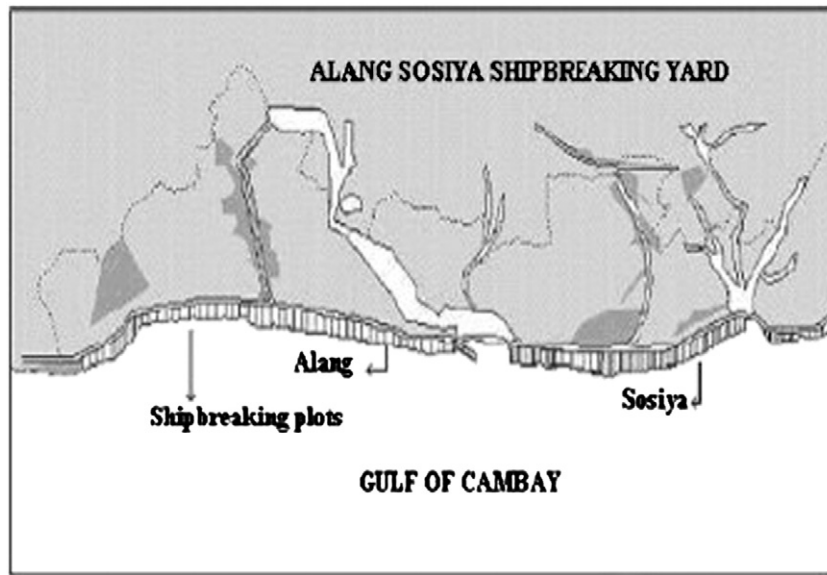 ALANG SOSIYA SHIPBREAKING YARD
Alang
Sosiya
Shipbreaking plots
GULF OF CAMBAY